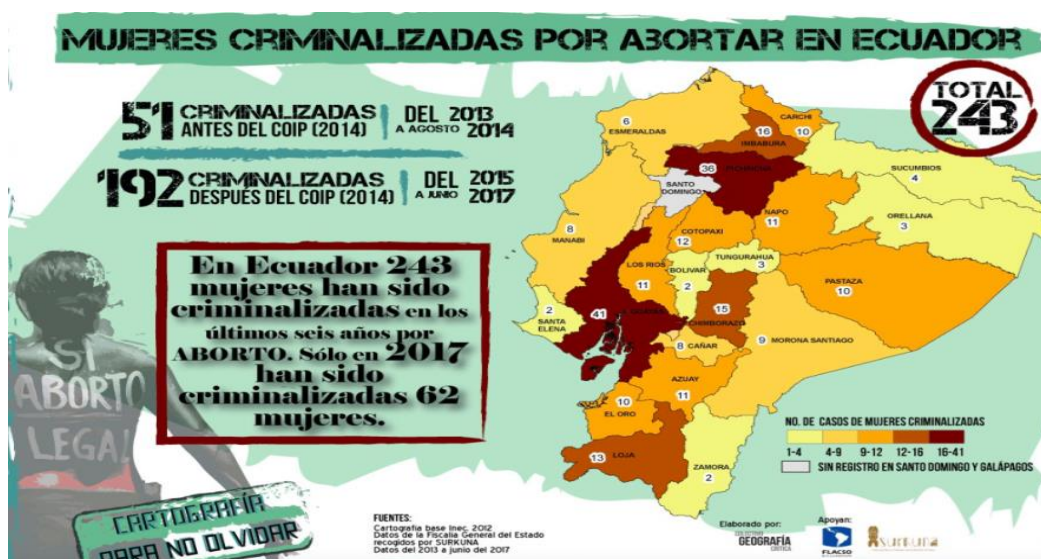 MUJERES CRIMINALIZADAS POR ABORTAR EN ECUADOR
TOTAL
243
51 CRIMINALIZADAS
ANTES DEL COIP (2014)
DEL 2013
A AGOSTO 2014
192 CRIMINALIZADAS
DESPUÉS DEL COIP (2014)
DEL 2015
A JUNIO 2017
En Ecuador 243
mujeres han sido
criminalizadas en los
últimos seis años por
ABORTO. Sólo en 2017
han sido
criminalizadas 62
mujeres.
SI
ABORTO
LEGAL
CARTOGRAFÍA
PARA NO OLVIDAR
6
ESMERALDAS
CARCHI
10
16
IMBABURA
36
PICHINCHA
SANTO
DOMINGO
SUCUMBIOS
4
ORELLANA
3
NAPO
11
8
MANABI
COTOPAXI
12
LOS RIOS
11
TUNGURAHUA
3
BOLIVAR
2
PASTAZA
10
2
SANTA
ELENA
41
GUAYAS
15
CHIMBORAZO
8 CAÑAR
9 MORONA SANTIAGO
AZUAY
11
10
EL ORO
13 LOJA
ZAMORA
2
NO. DE CASOS DE MUJERES CRIMINALIZADAS
1-4 4-9 9-12 12-16 16-41
SIN REGISTRO EN SANTO DOMINGO Y GALÁPAGOS
FUENTES:
Cartografía base Inec, 2012
Datos de la Fiscalía General del Estado
recogidos por SURKUNA
Datos del 2013 a junio del 2017
Elaborado por:
COLECTIVO
GEOGRAFÍA
CRÍTICA
Apoyan:
FLACSO
SURKUNA